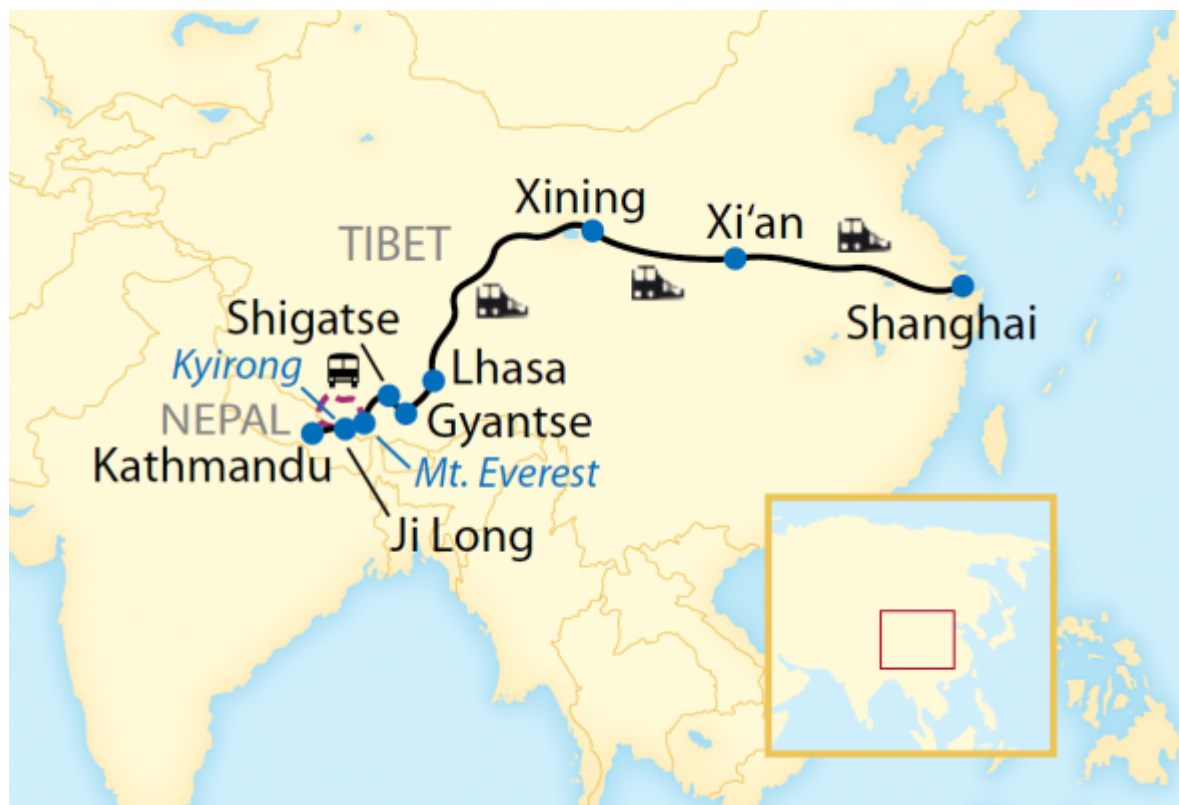 Xining
Xi‘an
TIBET
Shigatse
Shanghai
Kyirong
Lhasa
NEPAL
Gyantse
Kathmandu
Mt. Everest
Ji Long